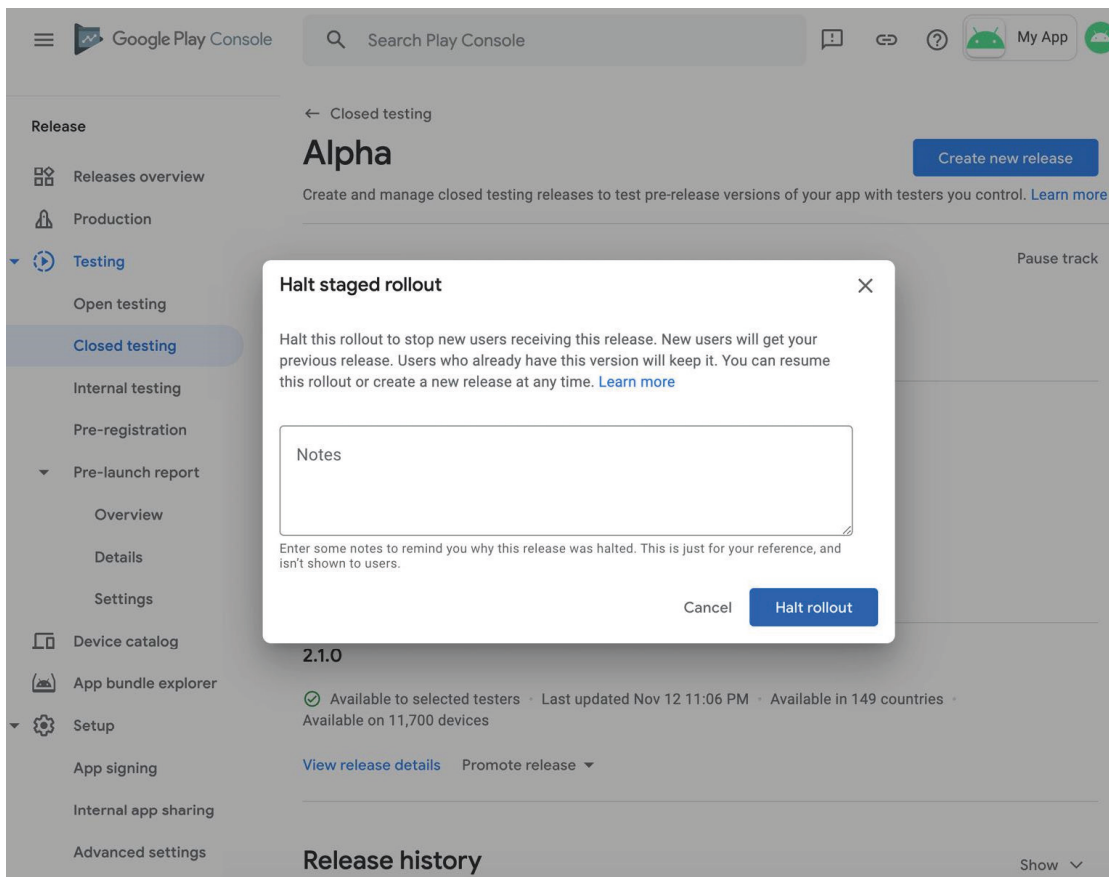 Google Play Console
Search Play Console
My App
Release
Releases overview
Production
Testing
Open testing
Closed testing
Internal testing
Pre-registration
Pre-launch report
Overview
Details
Settings
Device catalog
App bundle explorer
Setup
App signing
Internal app sharing
Advanced settings
← Closed testing
Alpha
Create new release
Create and manage closed testing releases to test pre-release versions of your app with testers you control. Learn more
Pause track
Halt staged rollout
Halt this rollout to stop new users receiving this release. New users will get your
previous release. Users who already have this version will keep it. You can resume
this rollout or create a new release at any time. Learn more
Notes
Enter some notes to remind you why this release was halted. This is just for your reference, and
isn't shown to users.
Cancel
Halt rollout
2.1.0
Available to selected testers · Last updated Nov 12 11:06 PM · Available in 149 countries ·
Available on 11,700 devices
View release details
Promote release
Release history
Show